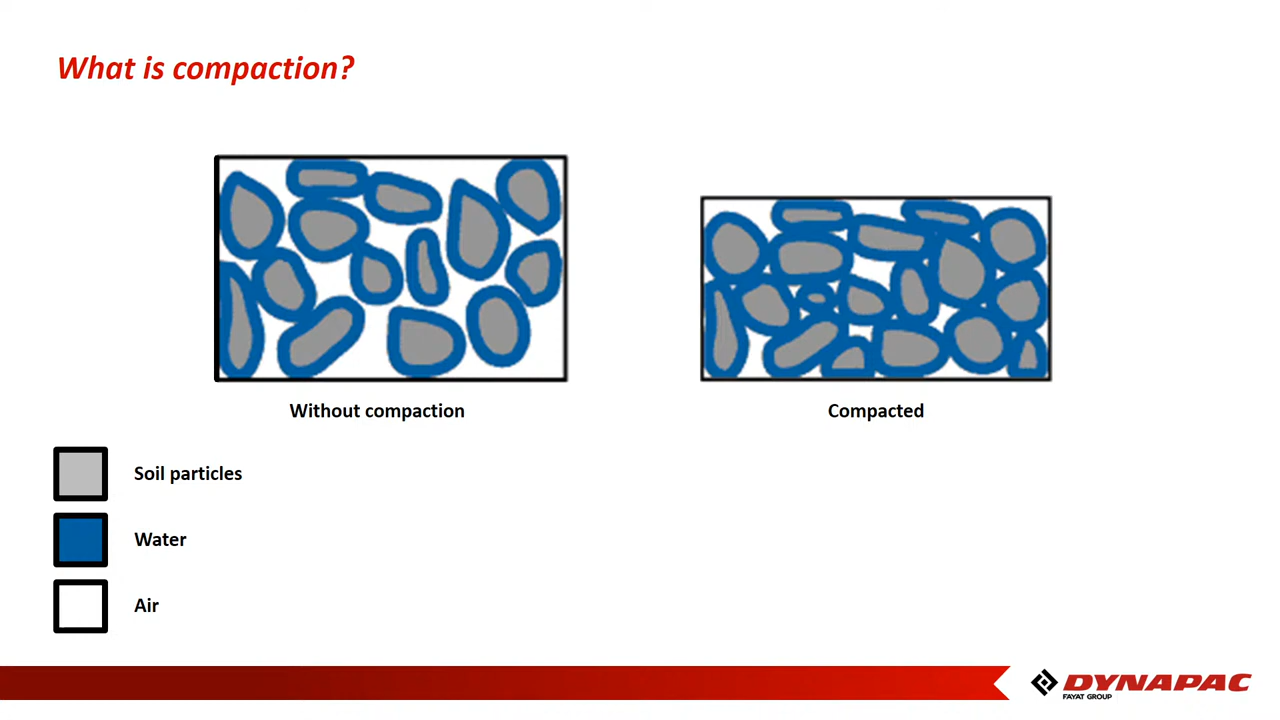 What is compaction?
Without compaction
Compacted
Soil particles
Water
Air
DYNAPAC
FAYAT GROUP